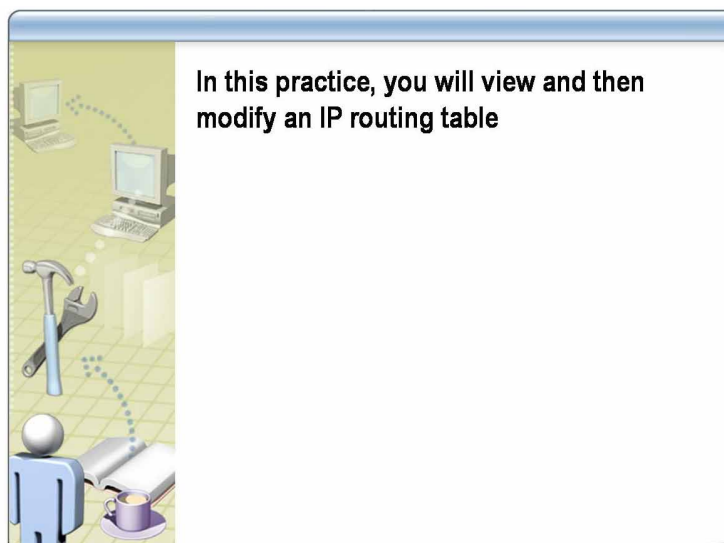 In this practice, you will view and then
modify an IP routing table